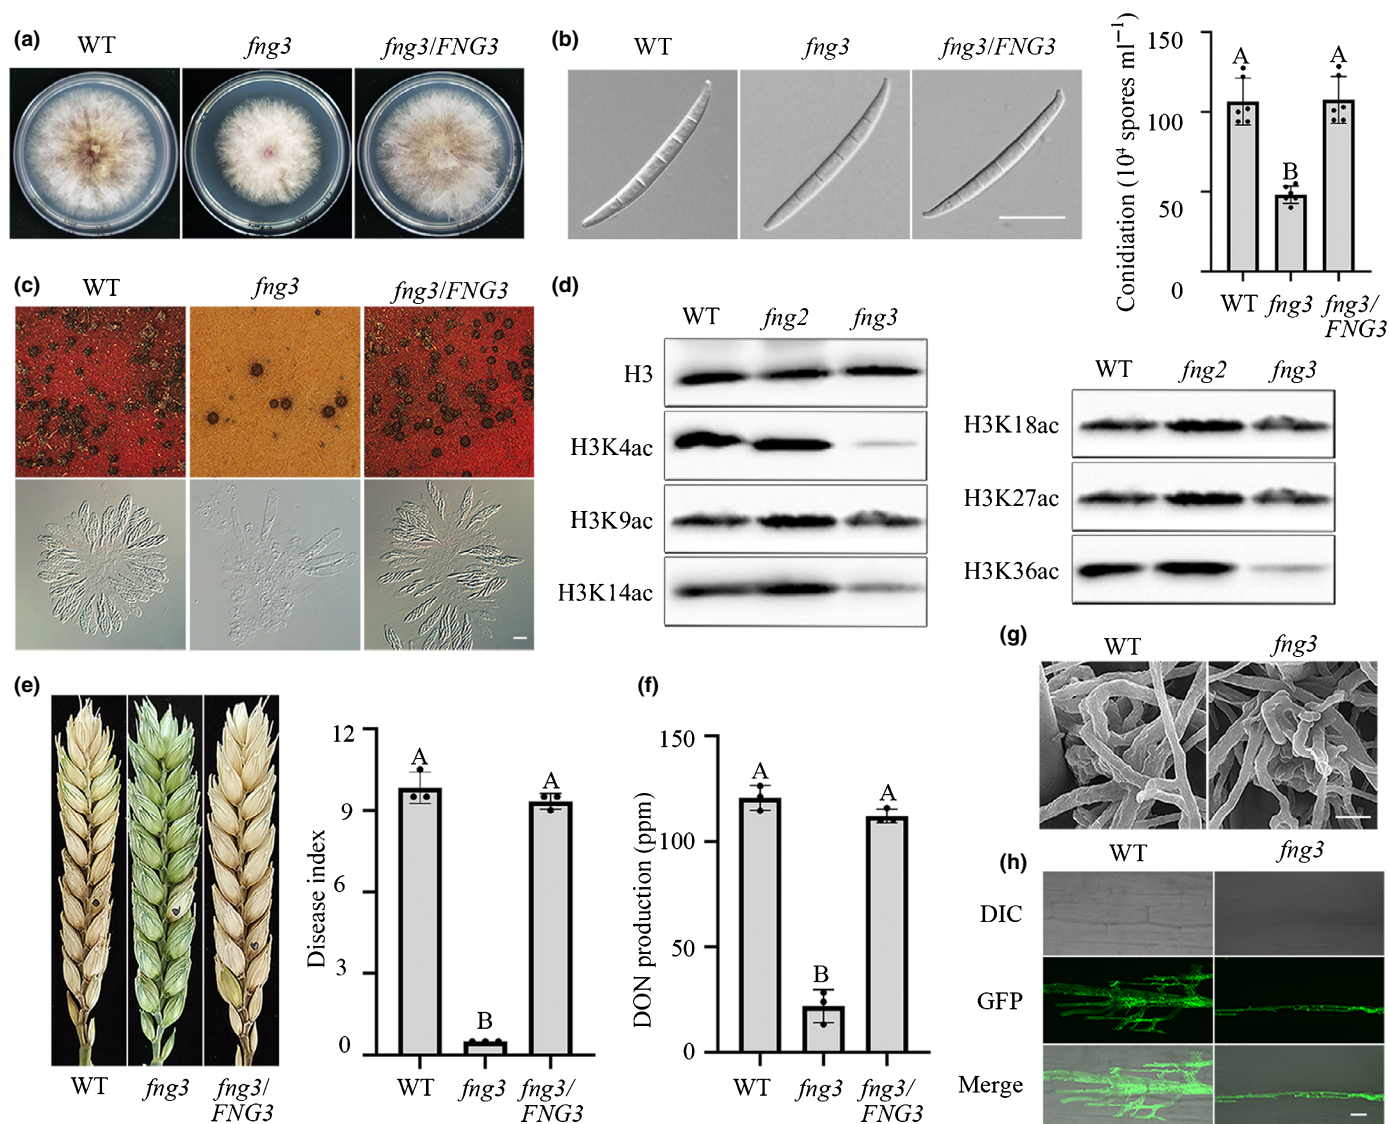 (a) WT fng3 fng3/FNG3
(b) WT fng3 fng3/FNG3
Conidiation (10⁴ spores ml⁻¹)
150
100
50
0
A
B
A
WT fng3 fng3/
FNG3
(c) WT fng3 fng3/FNG3
(d)
WT fng2 fng3
H3
H3K4ac
H3K9ac
H3K14ac
WT fng2 fng3
H3K18ac
H3K27ac
H3K36ac
(e)
WT fng3 fng3/
FNG3
Disease index
12
9
6
3
0
A
B
A
WT fng3 fng3/
FNG3
(f)
DON production (ppm)
150
100
50
0
A
B
A
WT fng3 fng3/
FNG3
(g) WT fng3
(h) WT fng3
DIC
GFP
Merge